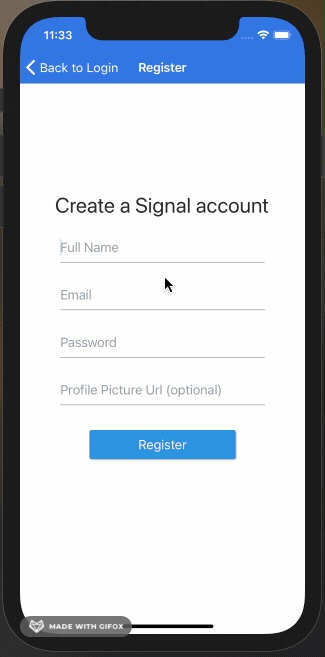 11:33
Back to Login Register
Create a Signal account
Full Name
Email
Password
Profile Picture Url (optional)
Register
MADE WITH GIFOX